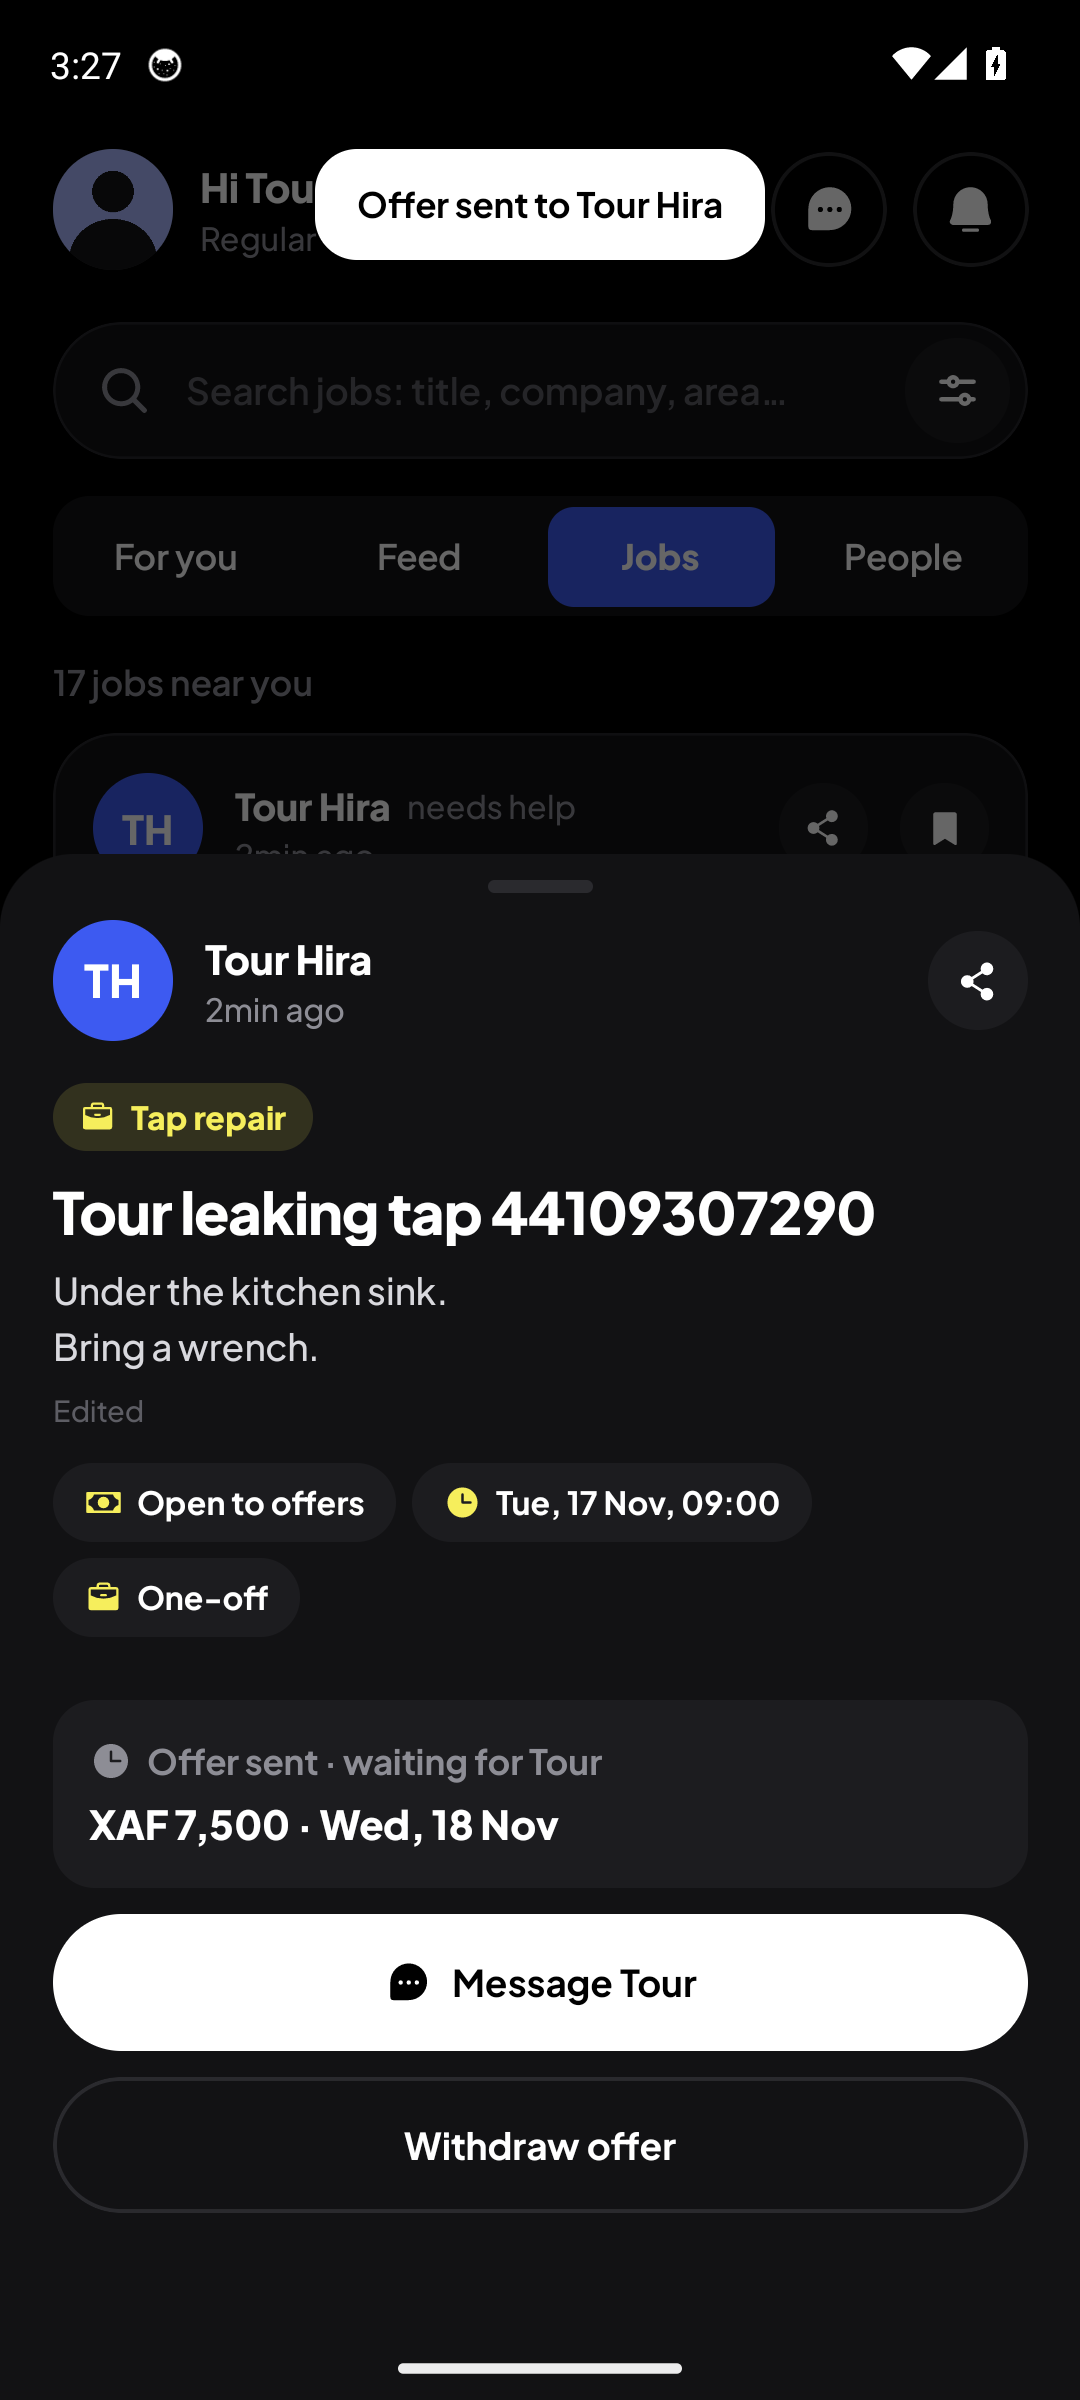 3:27
Hi Tou
Offer sent to Tour Hira
Regular
Search jobs: title, company, area...
For you
Feed
Jobs
People
17 jobs near you
TH
Tour Hira needs help
2min ago
TH
Tour Hira
2min ago
Tap repair
Tour leaking tap 44109307290
Under the kitchen sink.
Bring a wrench.
Edited
Open to offers
Tue, 17 Nov, 09:00
One-off
Offer sent · waiting for Tour
XAF 7,500 · Wed, 18 Nov
Message Tour
Withdraw offer